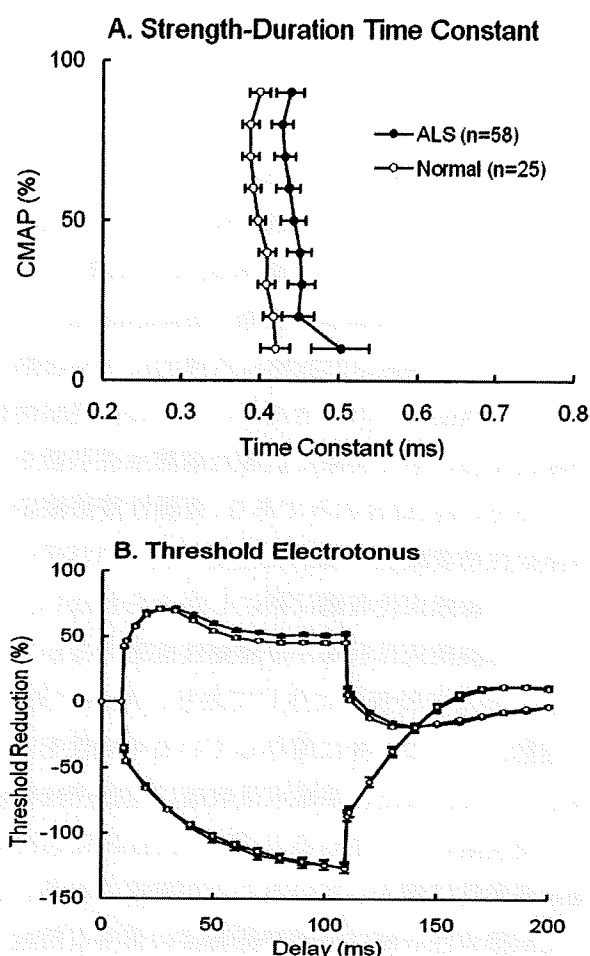 A. Strength-Duration Time Constant
100
50
0
CMAP (%)
ALS (n=58)
Normal (n=25)
0.2 0.3 0.4 0.5 0.6 0.7 0.8
Time Constant (ms)
B. Threshold Electrotonus
100
50
0
-50
-100
-150
Threshold Reduction (%)
0 50 100 150 200
Delay (ms)